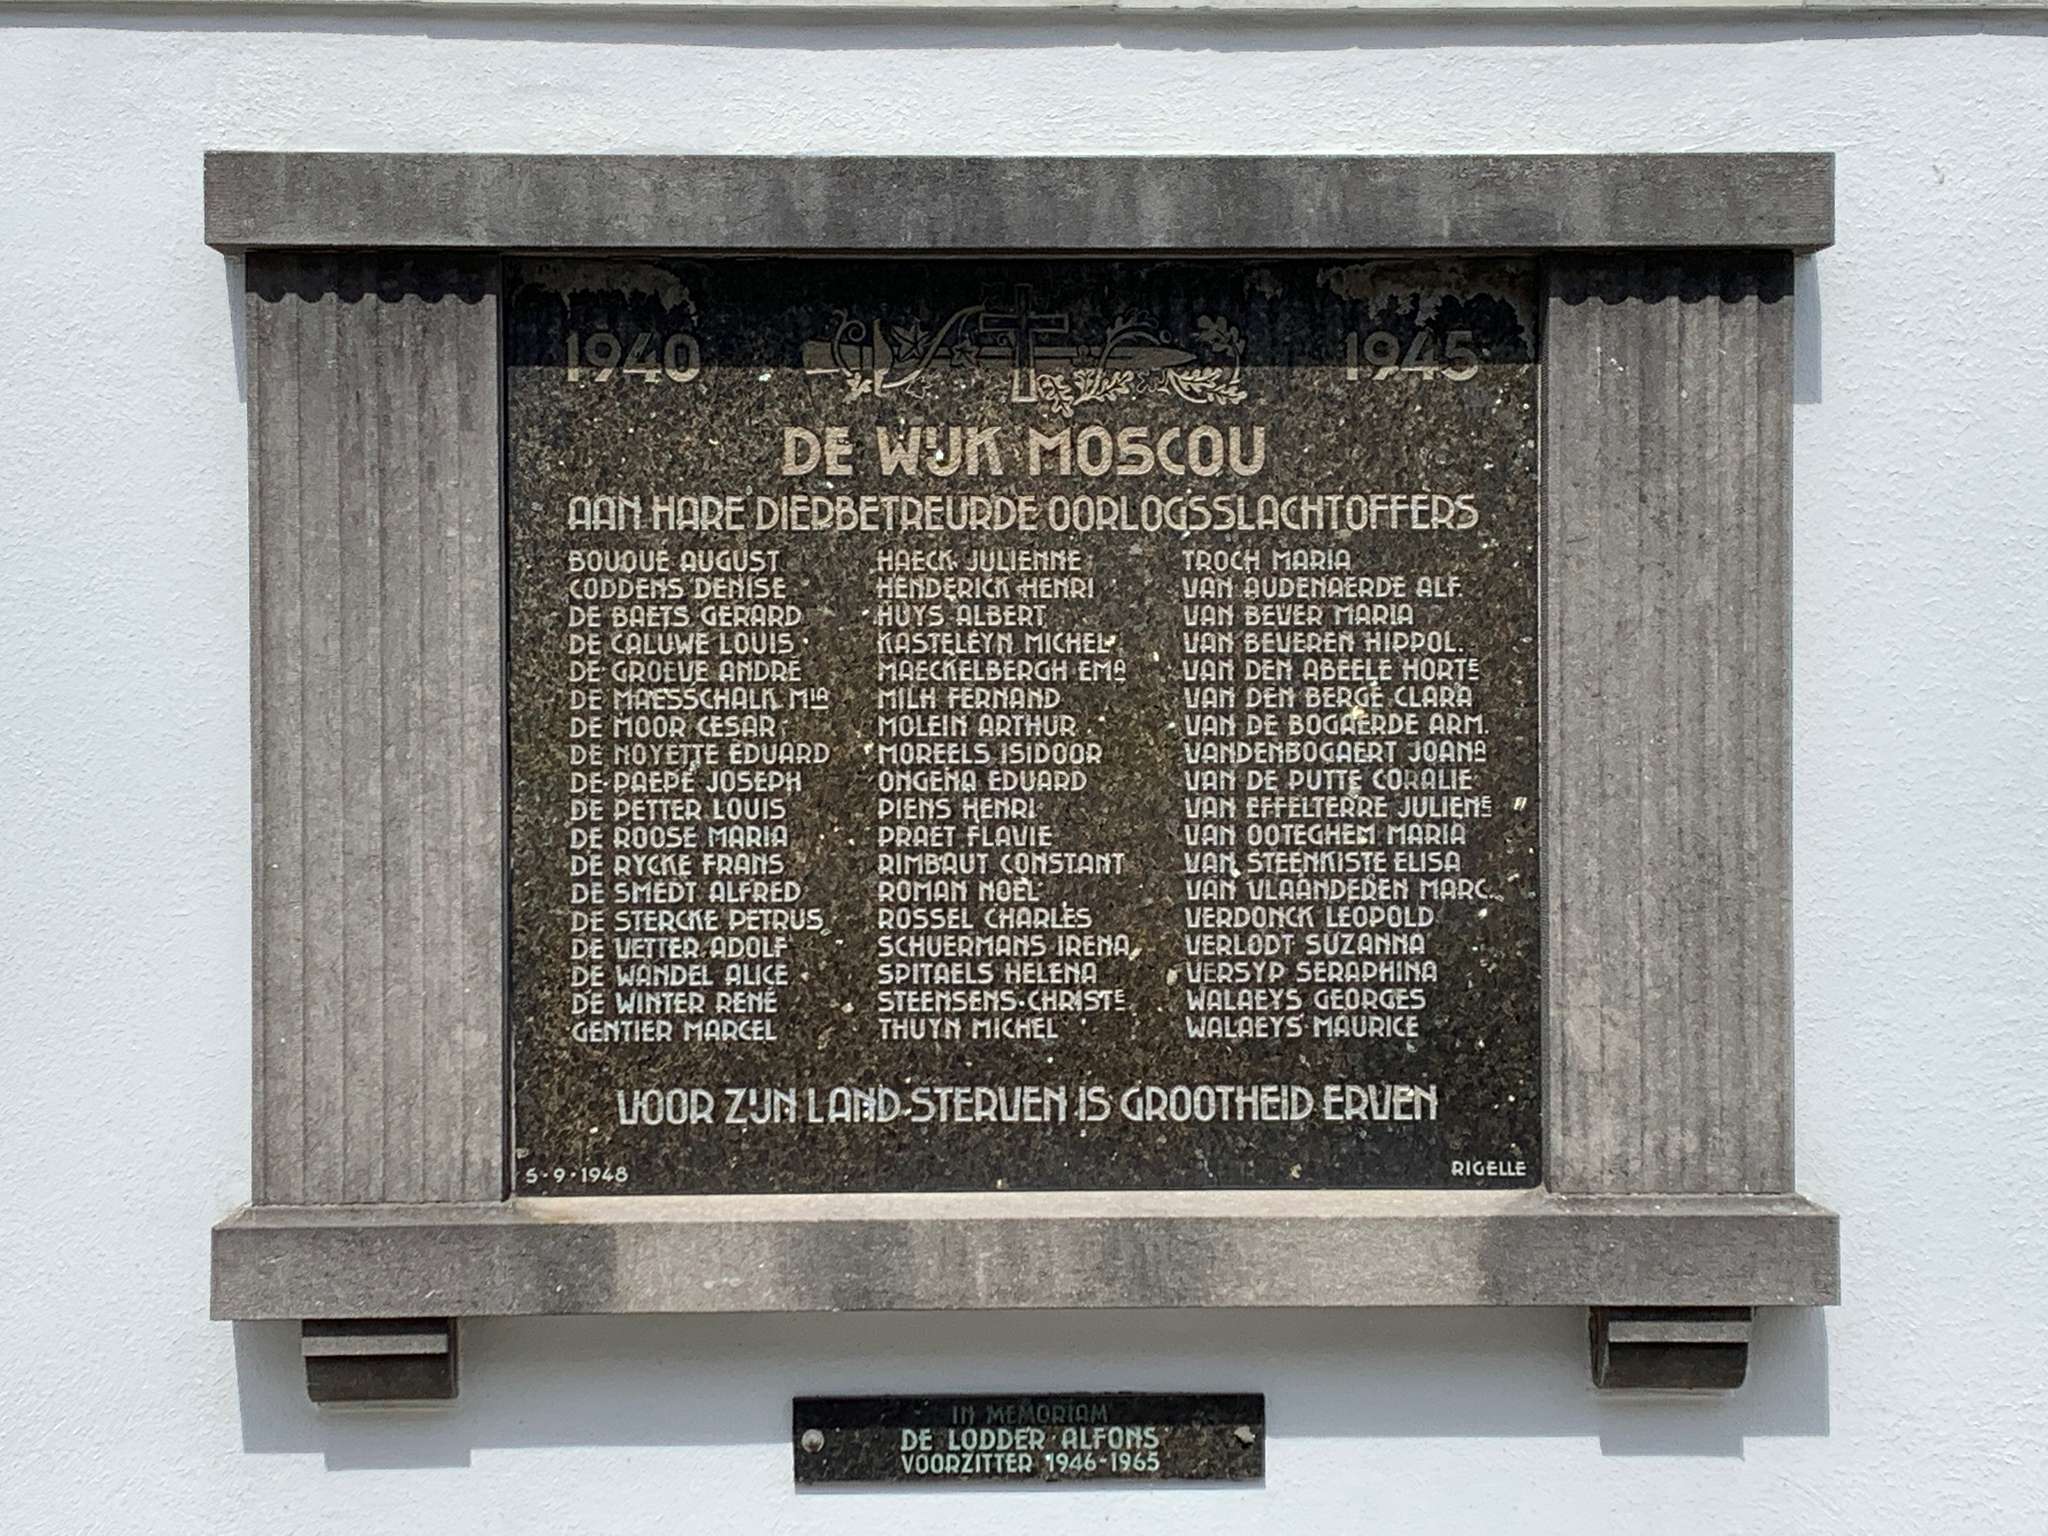 1940 1945
DE WIJK MOSCOU
AAN HARE DIERBETREURDE OORLOGSSLACHTOFFERS
BOUQUÉ AUGUST
CODDENS DENISE
DE BAETS GERARD
DE CALUWE LOUIS
DE GROEVE ANDRÉ
DE MAESSCHALK MIA
DE MOOR CESAR
DE NOYETTE EDUARD
DE PAEPE JOSEPH
DE PETTER LOUIS
DE ROOSE MARIA
DE RYCKE FRANS
DE SMEDT ALFRED
DE STERCKE PETRUS
DE VETTER ADOLF
DE WANDEL ALICE
DE WINTER RENÉ
GENTIER MARCEL
HAECK JULIENNE
HENDERICK HENRI
HUYS ALBERT
KASTELEYN MICHEL
MAECKELBERGH EMA
MILH FERNAND
MOLEIN ARTHUR
MOREELS ISIDOOR
ONGENA EDUARD
PIENS HENRI
PRAET FLAVIE
RIMBAUT CONSTANT
ROMAN NOËL
ROSSEL CHARLES
SCHUERMANS IRENA
SPITAELS HELENA
STEENSENS CHRISTE
THUYN MICHEL
TROCH MARIA
VAN AUDENAERDE ALF.
VAN BEVER MARIA
VAN BEVEREN HIPPOL.
VAN DEN ABEELE HORTE
VAN DEN BERGE CLARA
VAN DE BOGAERDE ARM.
VANDENBOGAERT JOANA
VAN DE PUTTE CORALIE
VAN EFFELTERRE JULIENE
VAN OOTEGHEM MARIA
VAN STEENKISTE ELISA
VAN VLAANDEREN MARC.
VERDONCK LEOPOLD
VERLODT SUZANNA
VERSYP SERAPHINA
WALAEYS GEORGES
WALAEYS MAURICE
VOOR ZIJN LAND STERVEN IS GROOTHEID ERVEN
5-9-1948 RIGELLE
IN MEMORIAM
DE LODDER ALFONS
VOORZITTER 1946-1965